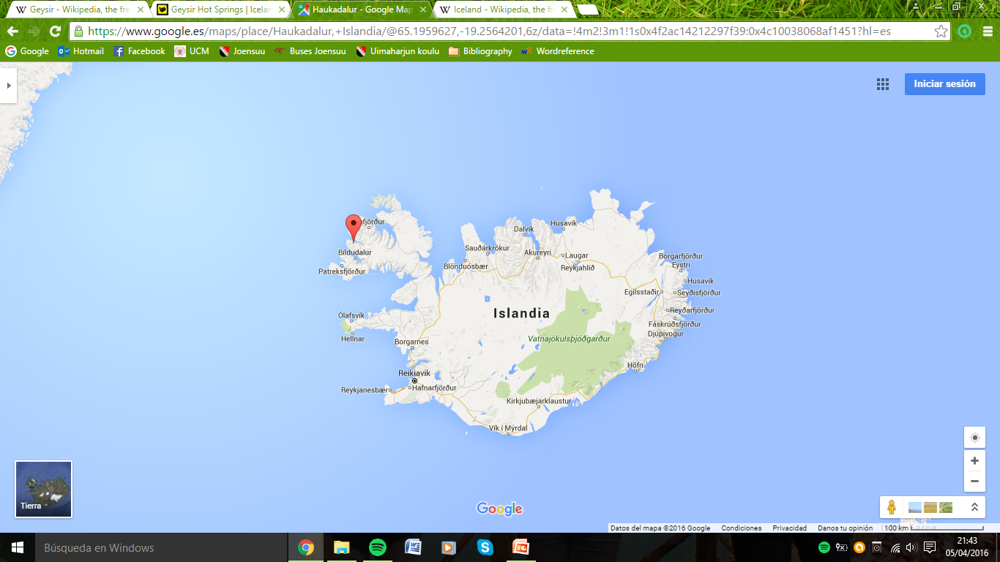 Geysir - Wikipedia, the fre
Geysir Hot Springs | Icelan
Haukadalur - Google Map
Iceland - Wikipedia, the fr
https://www.google.es/maps/place/Haukadalur,+Islandia/@65.1959627,-19.2564201,6z/data=!4m2!3m1!1s0x4f2ac14212297f39:0x4c10038068af1451?hl=es
Google Hotmail Facebook UCM Joensuu Buses Joensuu Uimaharjun koulu Bibliography Wordreference
Iniciar sesión
fjörður
Bíldudalur
Patreksfjörður
Ólafsvík
Hellnar
Borgarnes
Reikiavik
Hafnarfjörður
Reykjanesbær
Blönduósbær
Sauðárkrókur
Dalvík
Akureyri
Húsavík
Laugar
Reykjahlíð
Borgarfjörður
Eystri
Húsavík
Egilsstaðir
Seyðisfjörður
Reyðarfjörður
Fáskrúðsfjörður
Djúpivogur
Höfn
Islandia
Vatnajökulsþjóðgarður
Kirkjubæjarklaustur
Vík í Mýrdal
Tierra
Google
Faroe
Datos del mapa ©2016 Google Condiciones Privacidad Danos tu opinión 100 km
Búsqueda en Windows
21:43
05/04/2016